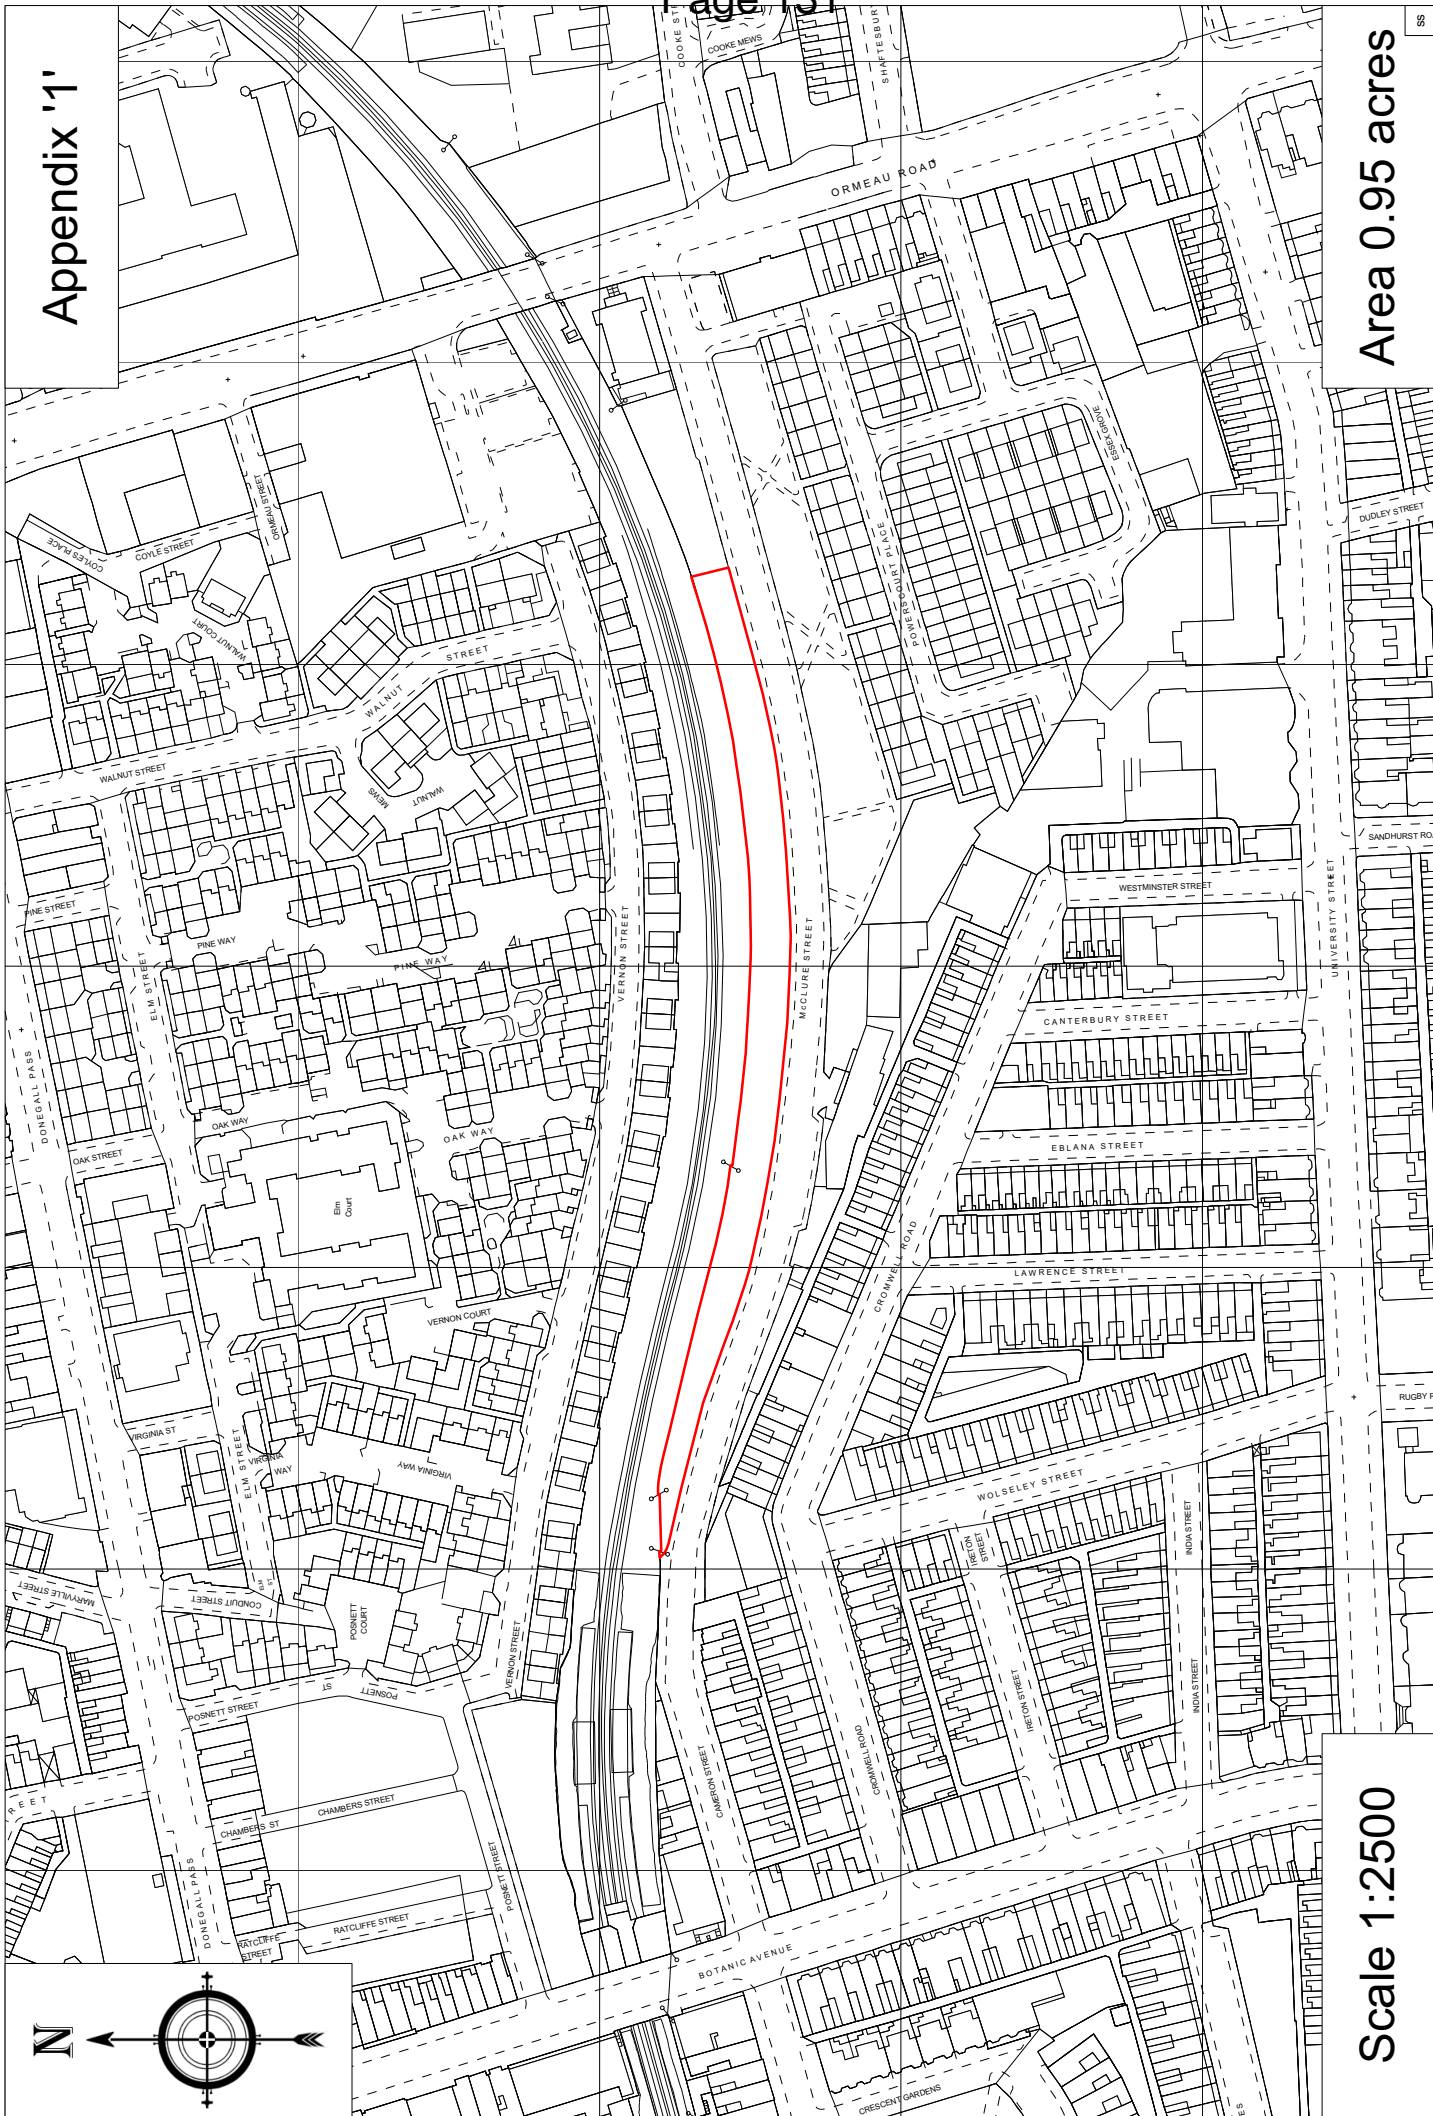 Page 131
Appendix '1'
Area 0.95 acres
ss
Scale 1:2500
N
COOKE MEWS
ORMEAU ROAD
ORMEAU STREET
COYLES PLACE
COYLE STREET
WALNUT COURT
WALNUT
STREET
WALNUT STREET
WALNUT
MEWS
ESSEX GROVE
POWERSCOURT PLACE
DUDLEY STREET
PINE STREET
PINE WAY
PINE WAY
ELM STREET
VERNON STREET
McCLURE STREET
WESTMINSTER STREET
UNIVERSITY STREET
CANTERBURY STREET
EBLANA STREET
LAWRENCE STREET
CROMWELL ROAD
DONEGALL PASS
OAK STREET
OAK WAY
OAK WAY
Elm
Court
VERNON COURT
VIRGINIA ST
ELM STREET
VIRGINIA
WAY
VIRGINIA WAY
WOLSELEY STREET
IRETON
STREET
INDIA STREET
MARYVILLE STREET
CONDUIT STREET
ELM
ST
POSNETT
COURT
VERNON STREET
POSNETT
ST
POSNETT STREET
IRETON STREET
INDIA STREET
CAMERON STREET
CROMWELL ROAD
CHAMBERS STREET
CHAMBERS ST
POSNETT STREET
DONEGALL PASS
RATCLIFFE STREET
RATCLIFFE
STREET
BOTANIC AVENUE
CRESCENT GARDENS